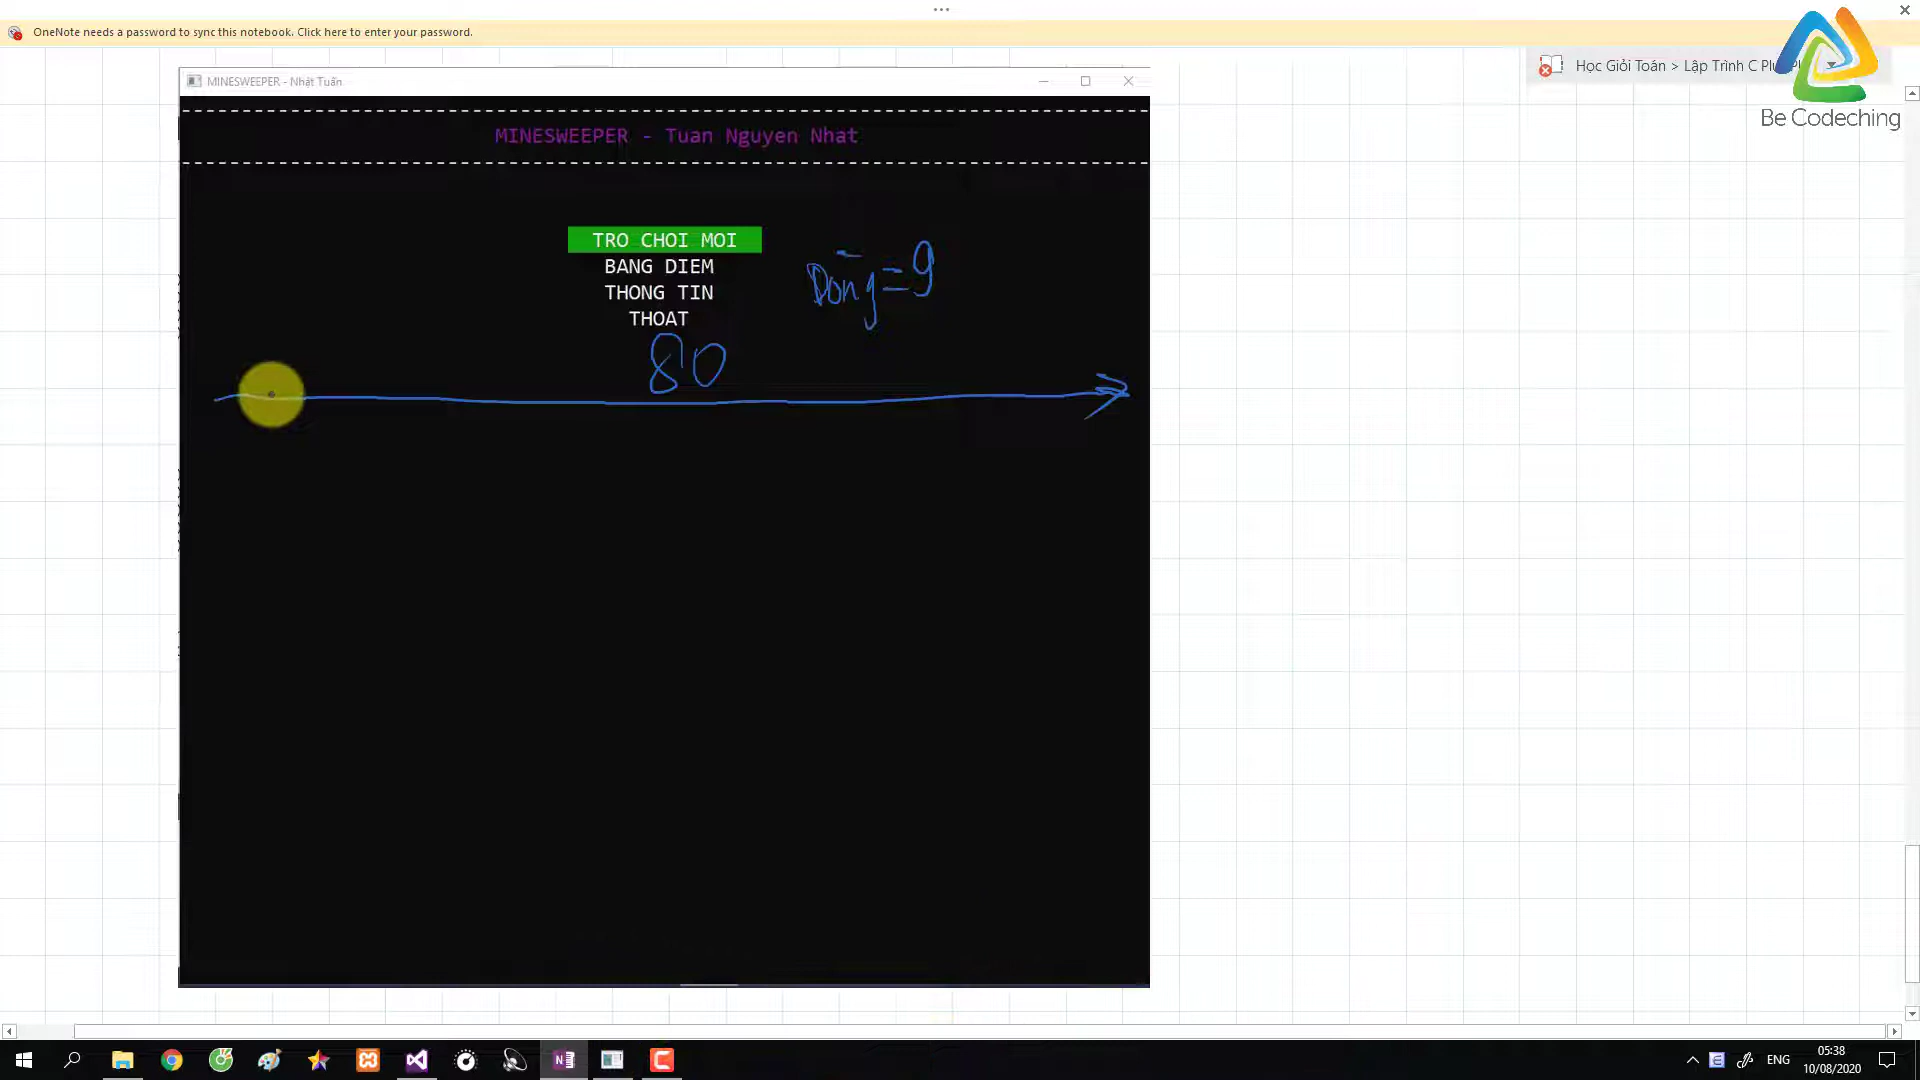 OneNote needs a password to sync this notebook. Click here to enter your password.
Học Giỏi Toán > Lập Trình C Plu
Be Codeching
MINESWEEPER - Nhật Tuấn
MINESWEEPER - Tuan Nguyen Nhat
TRO CHOI MOI
BANG DIEM
THONG TIN
THOAT
Dòng=9
80
ENG
05:38
10/08/2020